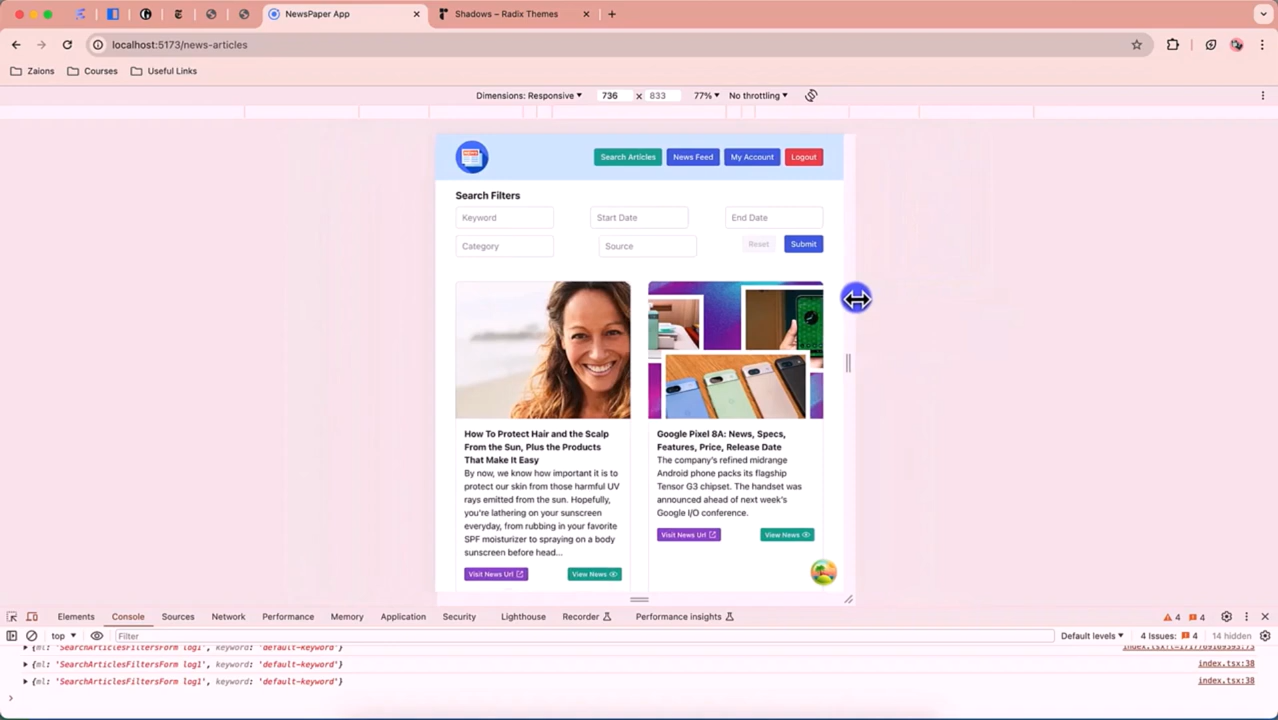 NewsPaper App
Shadows – Radix Themes
localhost:5173/news-articles
Zaions
Courses
Useful Links
Dimensions: Responsive
736 x 833
77%
No throttling
Search Articles
News Feed
My Account
Logout
Search Filters
Keyword
Start Date
End Date
Category
Source
Reset
Submit
How To Protect Hair and the Scalp
From the Sun, Plus the Products
That Make It Easy
By now, we know how important it is to
protect our skin from those harmful UV
rays emitted from the sun. Hopefully,
you're lathering on your sunscreen
everyday, from rubbing in your favorite
SPF moisturizer to spraying on a body
sunscreen before head...
Visit News Url
View News
Google Pixel 8A: News, Specs,
Features, Price, Release Date
The company's refined midrange
Android phone packs its flagship
Tensor G3 chipset. The handset was
announced ahead of next week's
Google I/O conference.
Visit News Url
View News
Elements
Console
Sources
Network
Performance
Memory
Application
Security
Lighthouse
Recorder
Performance insights
4
4
top
Filter
Default levels
4 Issues: 4
14 hidden
{ml: 'SearchArticlesFiltersForm log1', keyword: 'default-keyword'}
{ml: 'SearchArticlesFiltersForm log1', keyword: 'default-keyword'}
index.tsx:38
{ml: 'SearchArticlesFiltersForm log1', keyword: 'default-keyword'}
index.tsx:38